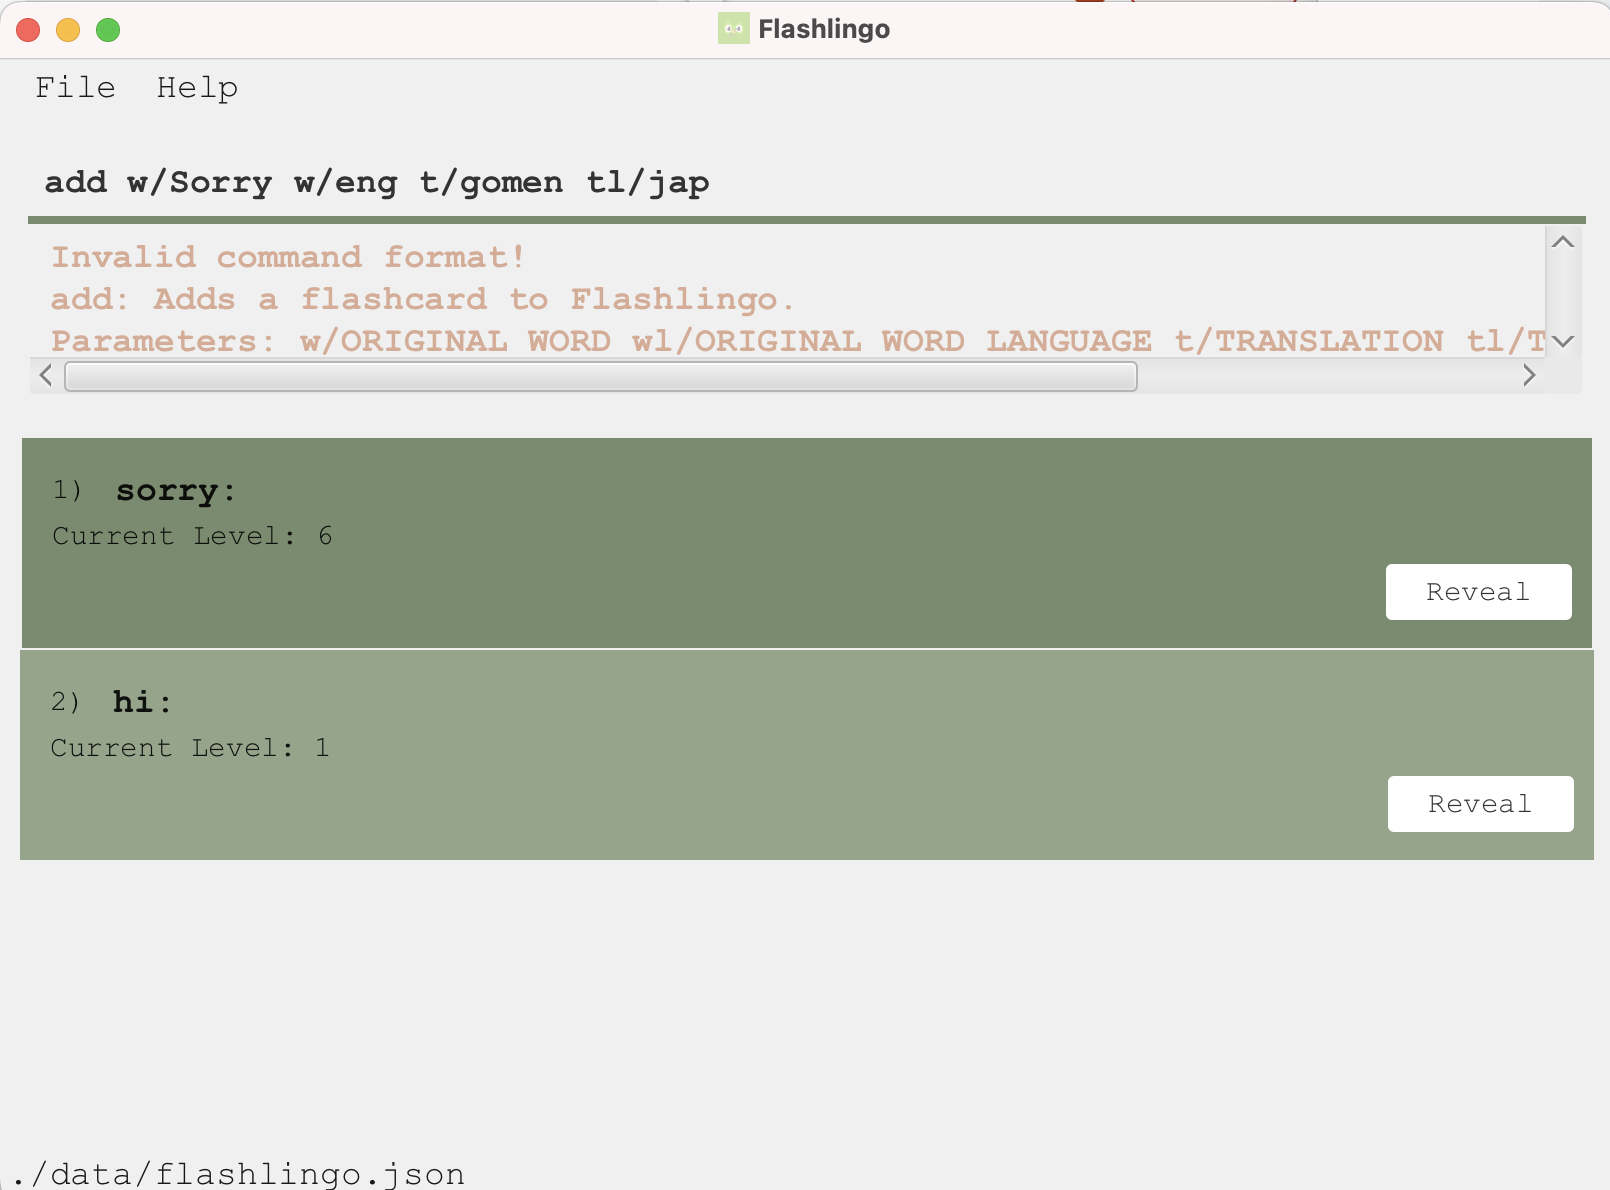 Flashlingo
File Help
add w/Sorry w/eng t/gomen tl/jap
Invalid command format!
add: Adds a flashcard to Flashlingo.
Parameters: w/ORIGINAL WORD wl/ORIGINAL WORD LANGUAGE t/TRANSLATION tl/T
1) sorry:
Current Level: 6
Reveal
2) hi:
Current Level: 1
Reveal
./data/flashlingo.json